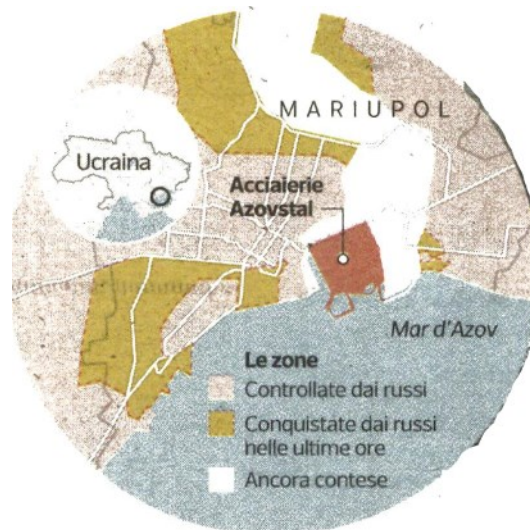 MARIUPOL
Ucraina
Acciaierie
Azovstal
Mar d'Azov
Le zone
Controllate dai russi
Conquistate dai russi
nelle ultime ore
Ancora contese